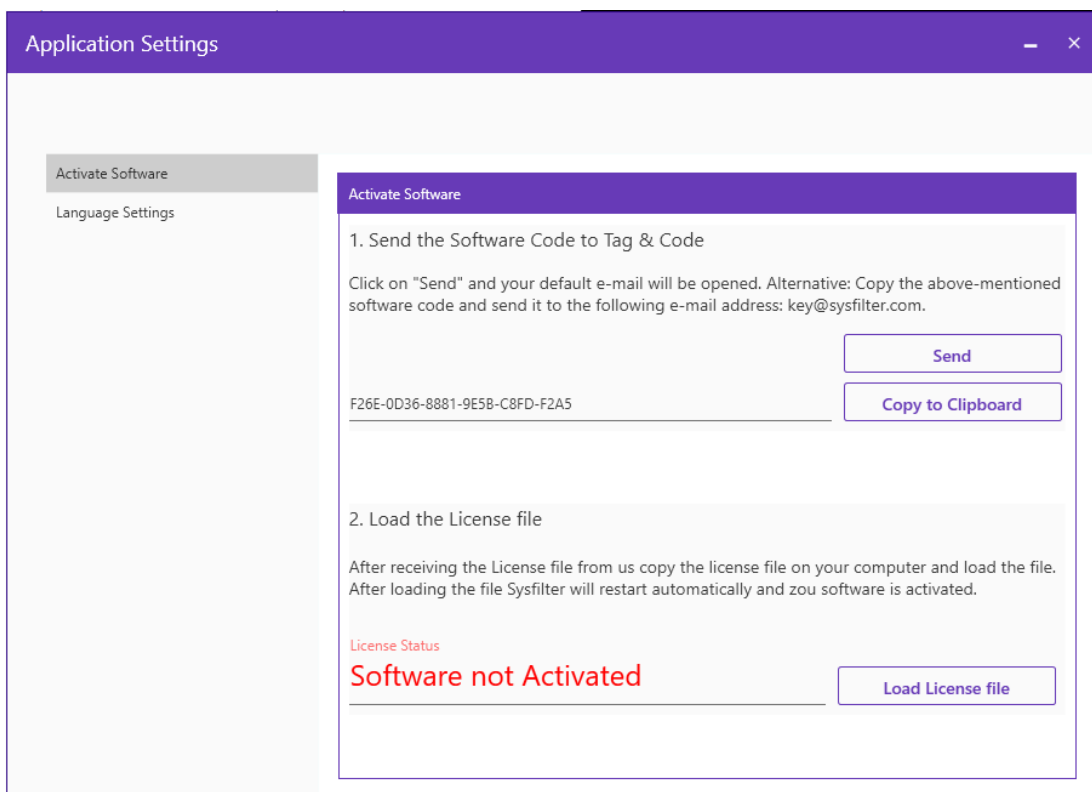 Application Settings
Activate Software
Language Settings
Activate Software
1. Send the Software Code to Tag & Code
Click on "Send" and your default e-mail will be opened. Alternative: Copy the above-mentioned
software code and send it to the following e-mail address: key@sysfilter.com.
Send
F26E-0D36-8881-9E5B-C8FD-F2A5
Copy to Clipboard
2. Load the License file
After receiving the License file from us copy the license file on your computer and load the file.
After loading the file Sysfilter will restart automatically and zou software is activated.
License Status
Software not Activated
Load License file